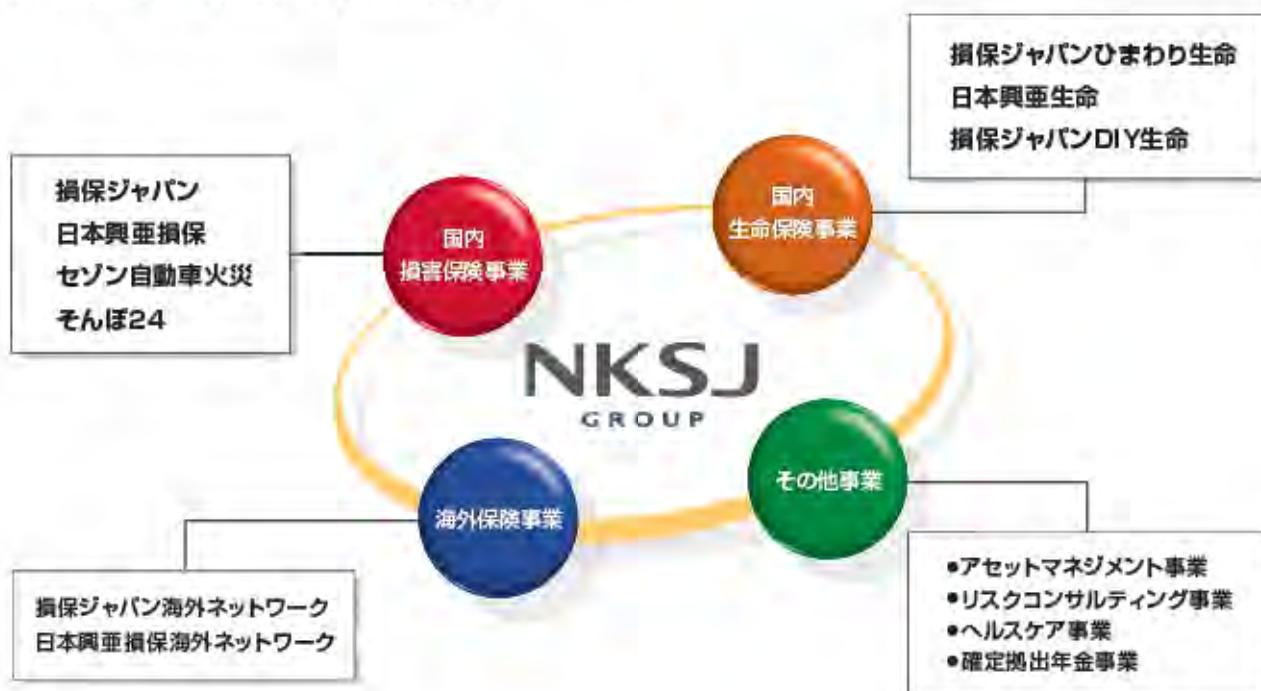 損保ジャパン
日本興亜損保
セゾン自動車火災
そんぽ24
国内
損害保険事業
国内
生命保険事業
損保ジャパンひまわり生命
日本興亜生命
損保ジャパンDIY生命
NKSJ
GROUP
海外保険事業
損保ジャパン海外ネットワーク
日本興亜損保海外ネットワーク
その他事業
●アセットマネジメント事業
●リスクコンサルティング事業
●ヘルスケア事業
●確定拠出年金事業